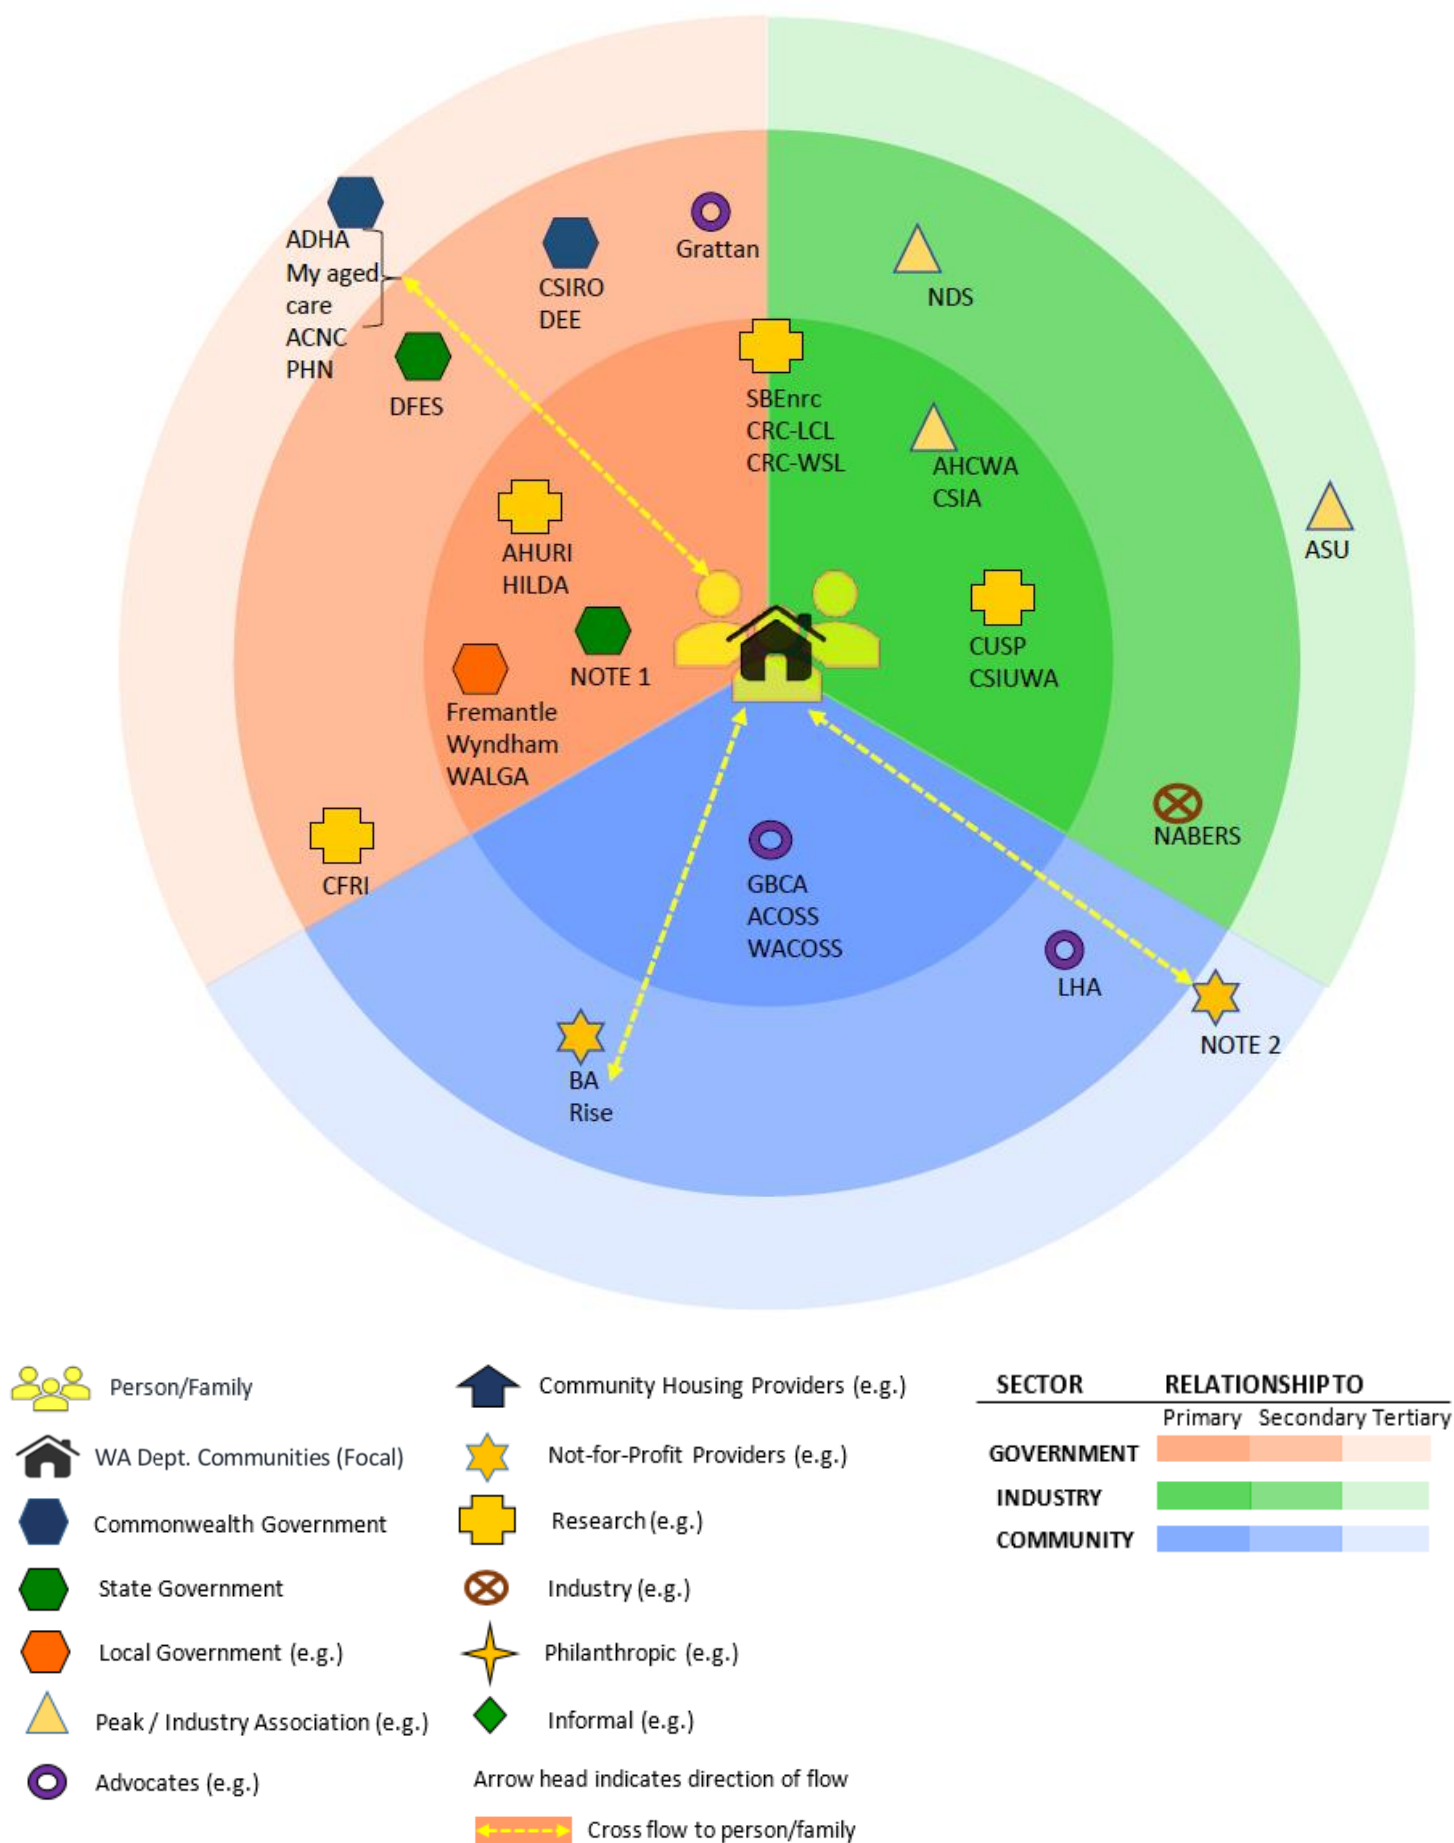 Grattan
ADHA
My aged
care
ACNC
PHN
CSIRO
DEE
NDS
DFES
SBEnrc
CRC-LCL
CRC-WSL
AHCWA
CSIA
ASU
AHURI
HILDA
NOTE 1
CUSP
CSIUWA
Fremantle
Wyndham
WALGA
NABERS
CFRI
GBCA
ACOSS
WACOSS
LHA
NOTE 2
BA
Rise
Person/Family
WA Dept. Communities (Focal)
Commonwealth Government
State Government
Local Government (e.g.)
Peak / Industry Association (e.g.)
Advocates (e.g.)
Community Housing Providers (e.g.)
Not-for-Profit Providers (e.g.)
Research (e.g.)
Industry (e.g.)
Philanthropic (e.g.)
Informal (e.g.)
Arrow head indicates direction of flow
Cross flow to person/family
SECTOR RELATIONSHIP TO
Primary Secondary Tertiary
GOVERNMENT
INDUSTRY
COMMUNITY